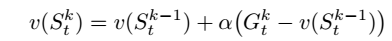 v(S_t^k) = v(S_t^{k-1}) + α(G_t^k − v(S_t^{k-1}))